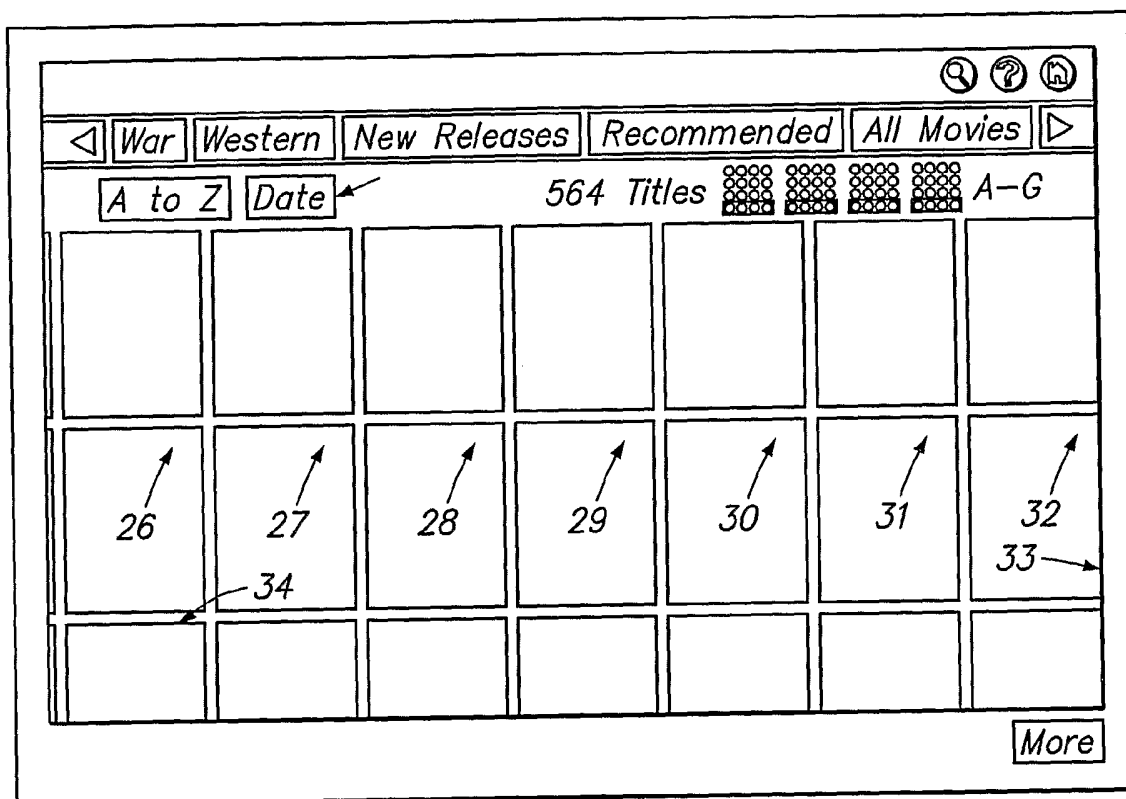 ?
War Western New Releases Recommended All Movies
A to Z Date 564 Titles A-G
26 27 28 29 30 31 32
33
34
More